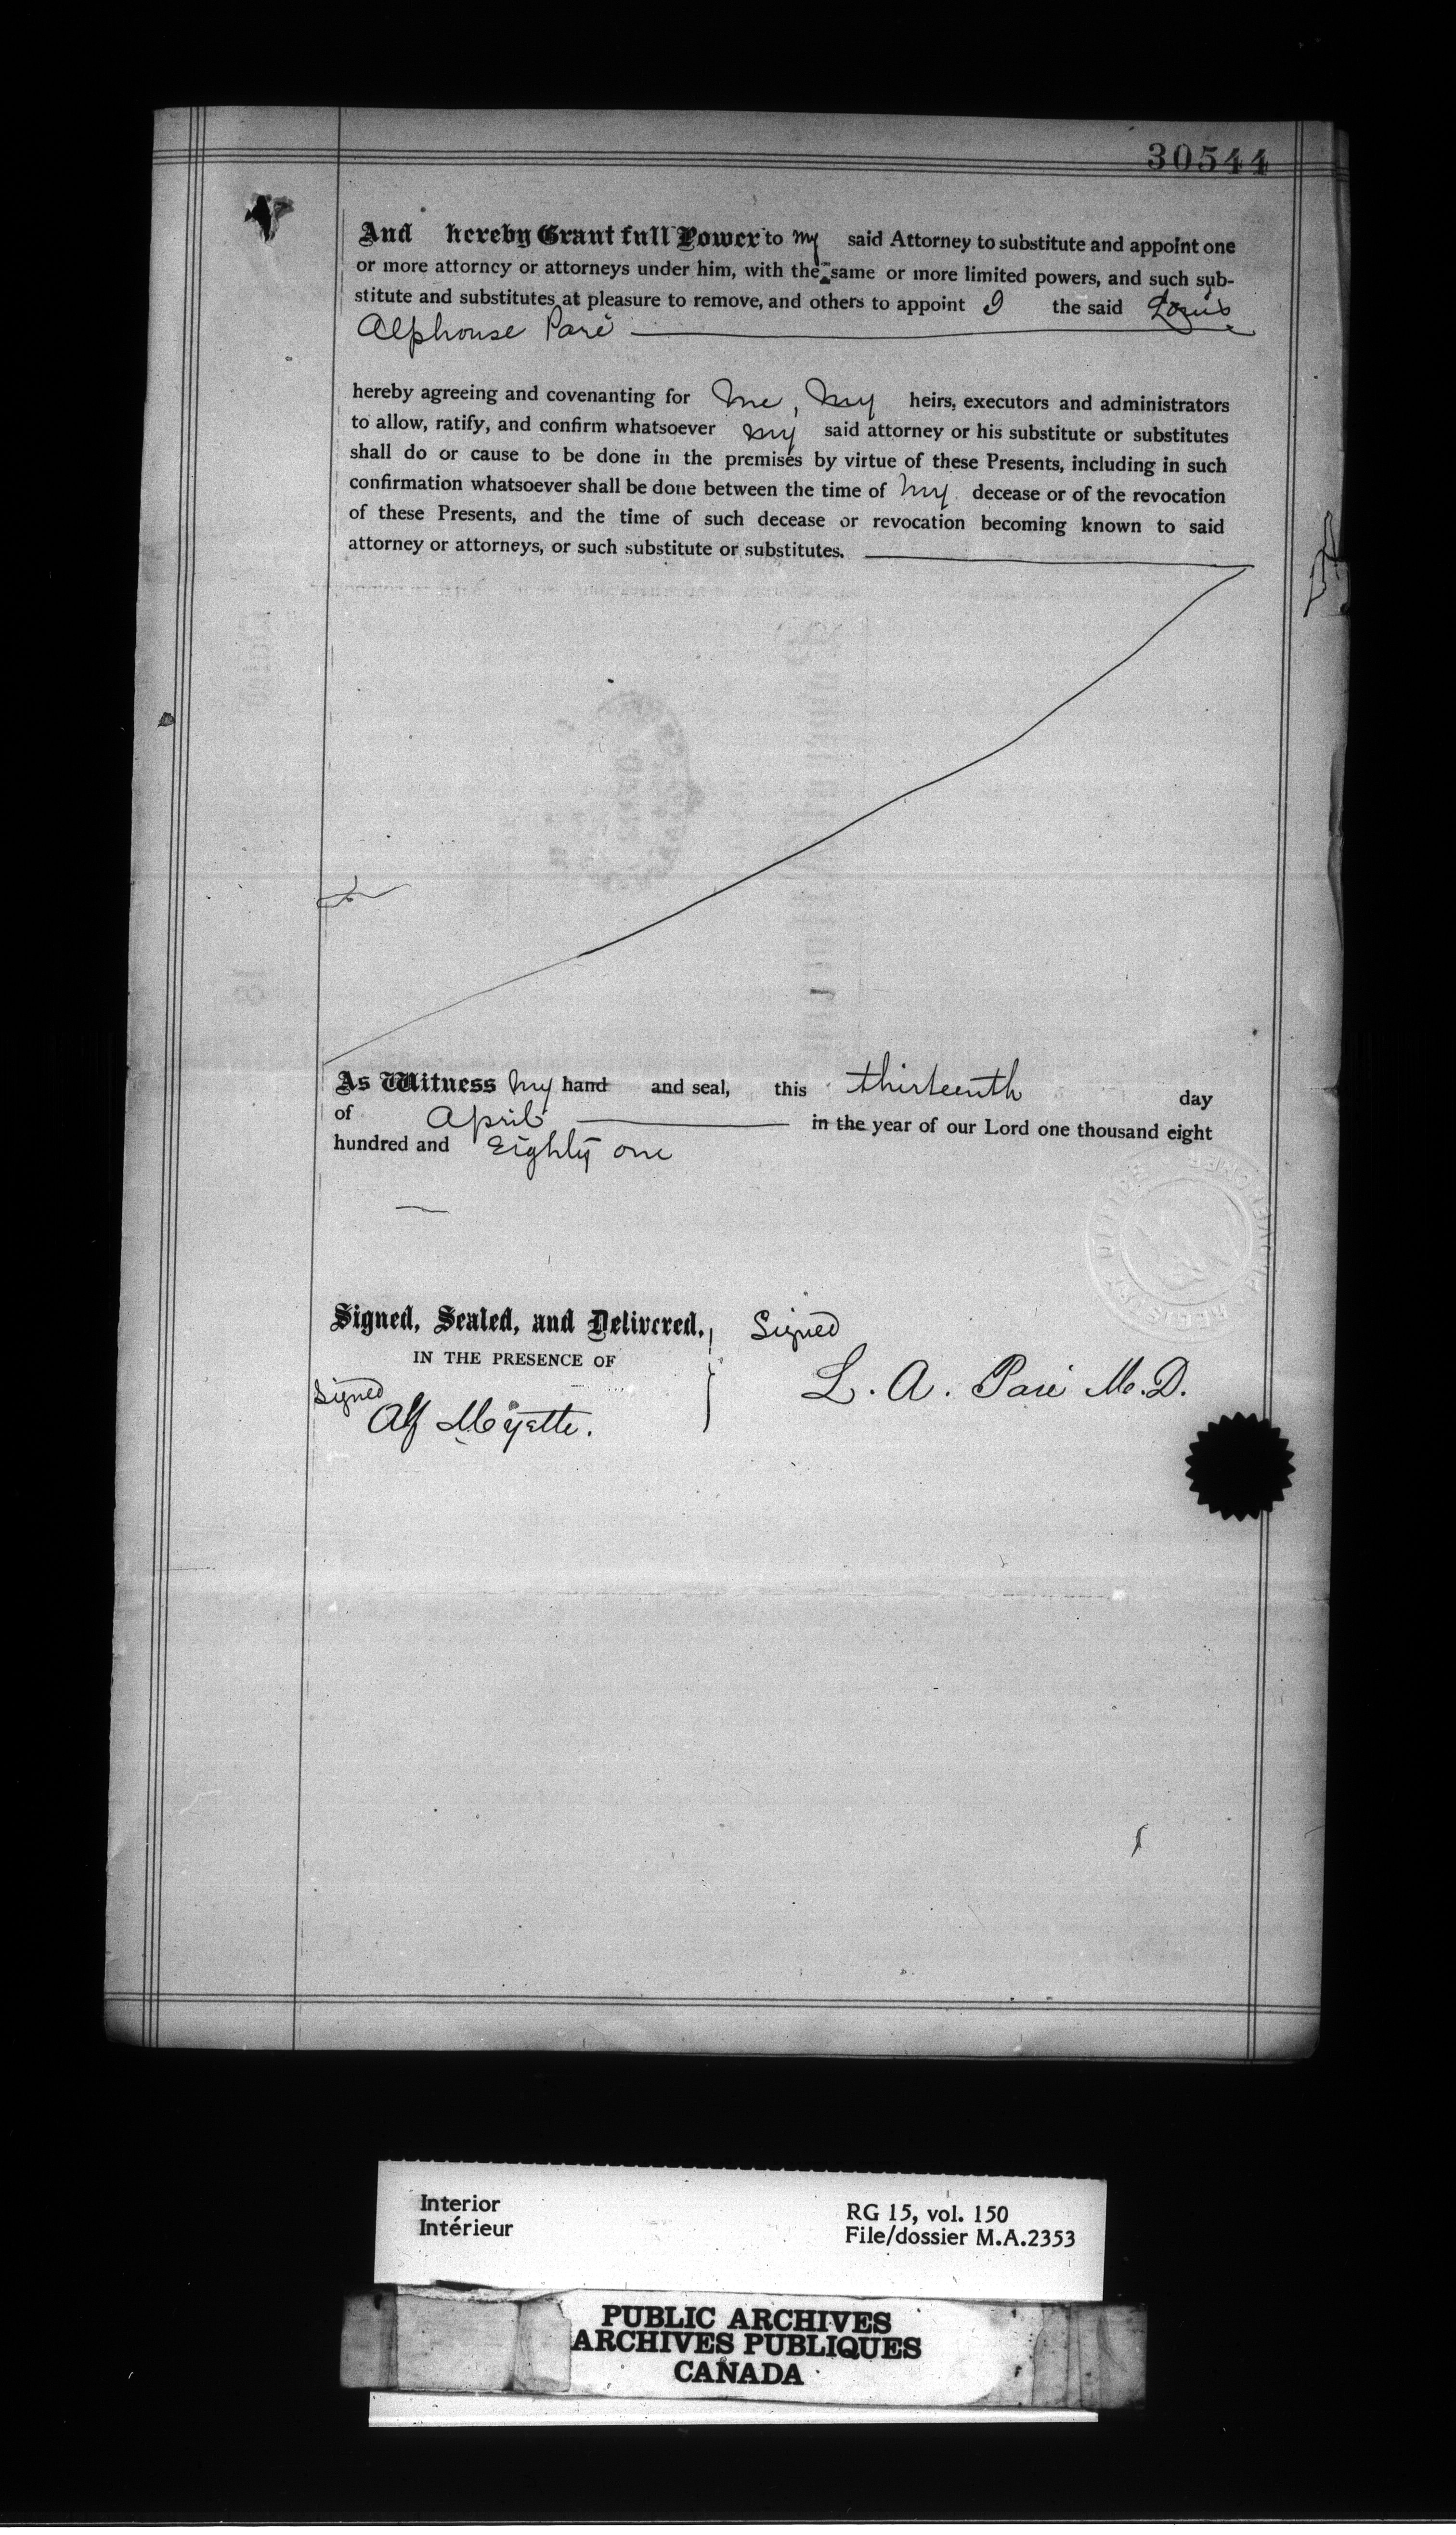 30544
And hereby Grant full Power to my said Attorney to substitute and appoint one
or more attorney or attorneys under him, with the same or more limited powers, and such sub-
stitute and substitutes at pleasure to remove, and others to appoint I the said Louis
Alphonse Paré
hereby agreeing and covenanting for me, my heirs, executors and administrators
to allow, ratify, and confirm whatsoever my said attorney or his substitute or substitutes
shall do or cause to be done in the premises by virtue of these Presents, including in such
confirmation whatsoever shall be done between the time of my decease or of the revocation
of these Presents, and the time of such decease or revocation becoming known to said
attorney or attorneys, or such substitute or substitutes.
As Witness my hand and seal, this thirteenth day
of April in the year of our Lord one thousand eight
hundred and Eighty one
Signed, Sealed, and Delivered,
IN THE PRESENCE OF
Signed
L. A. Paré M.D.
Signed
Alf Moyette.
Interior
Intérieur
RG 15, vol. 150
File/dossier M.A.2353
PUBLIC ARCHIVES
ARCHIVES PUBLIQUES
CANADA